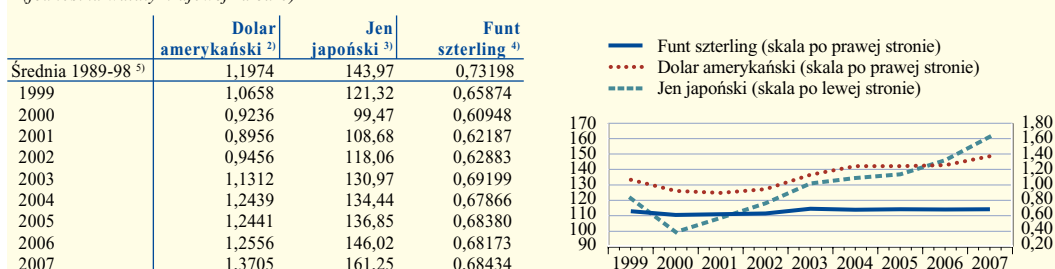 Dolar Jen Funt
amerykański 2) japoński 3) szterling 4)
Średnia 1989-98 5) 1,1974 143,97 0,73198
1999 1,0658 121,32 0,65874
2000 0,9236 99,47 0,60948
2001 0,8956 108,68 0,62187
2002 0,9456 118,06 0,62883
2003 1,1312 130,97 0,69199
2004 1,2439 134,44 0,67866
2005 1,2441 136,85 0,68380
2006 1,2556 146,02 0,68173
2007 1,3705 161,25 0,68434
Funt szterling (skala po prawej stronie)
Dolar amerykański (skala po prawej stronie)
Jen japoński (skala po lewej stronie)
170 1,80
160 1,60
150 1,40
140 1,20
130 1,00
120 0,80
110 0,60
100 0,40
90 0,20
1999 2000 2001 2002 2003 2004 2005 2006 2007